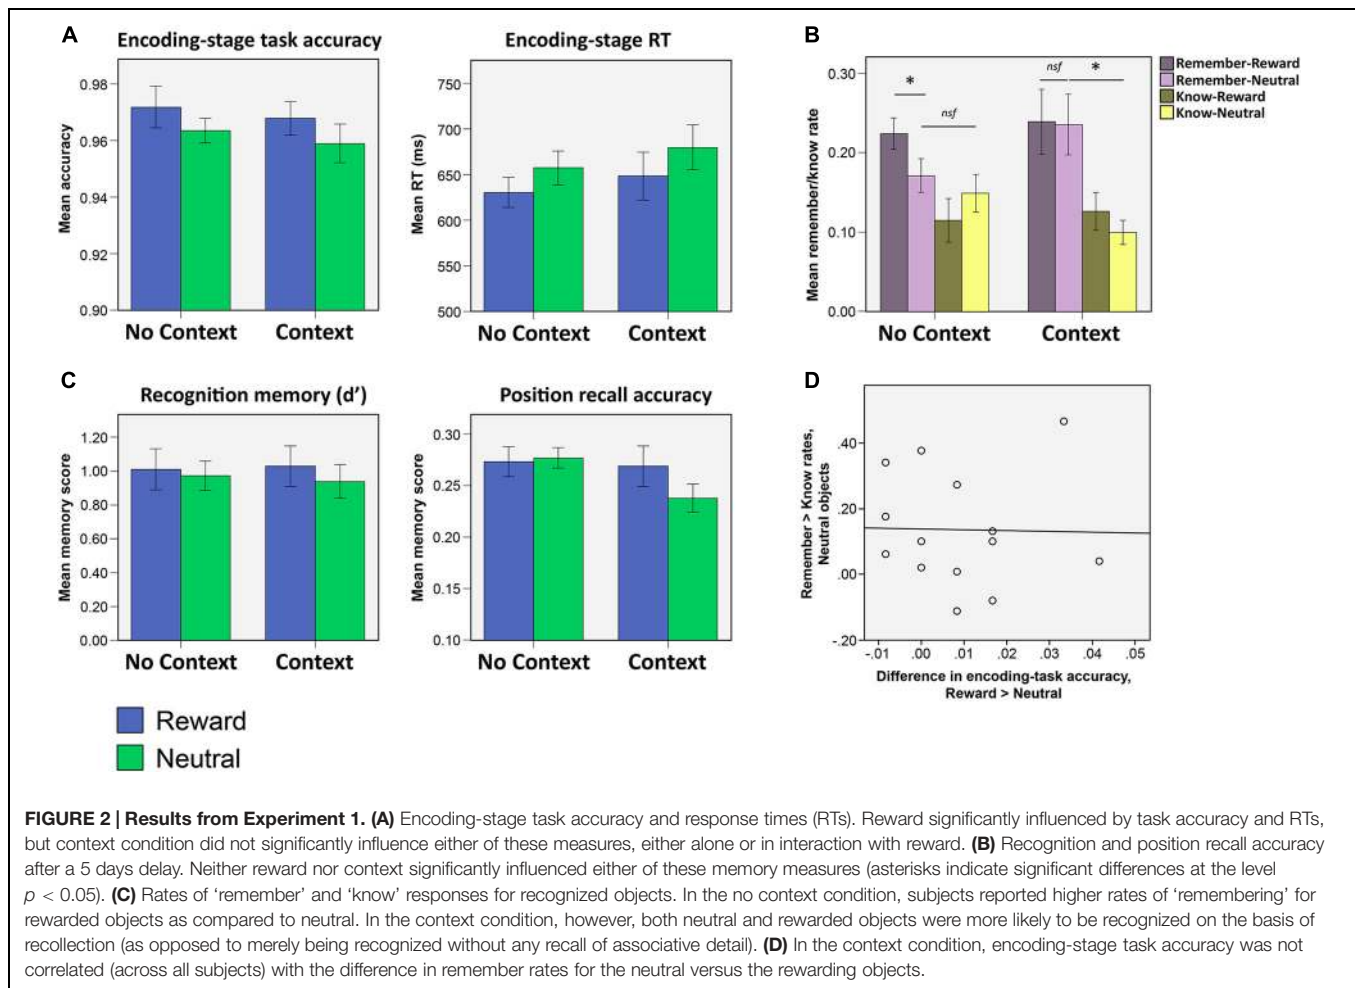 A
Encoding-stage task accuracy
Mean accuracy
0.98
0.96
0.94
0.92
0.90
No Context Context
Encoding-stage RT
Mean RT (ms)
750
700
650
600
550
500
No Context Context
B
Mean remember/know rate
0.30
0.20
0.10
0.00
* nsf nsf *
No Context Context
Remember-Reward
Remember-Neutral
Know-Reward
Know-Neutral
C
Recognition memory (d’)
Mean memory score
1.20
1.00
0.80
0.60
0.40
0.20
0.00
No Context Context
Position recall accuracy
Mean memory score
0.30
0.25
0.20
0.15
0.10
No Context Context
D
Remember > Know rates,
Neutral objects
.40
.20
.00
-.20
-.01 .00 .01 .02 .03 .04 .05
Difference in encoding-task accuracy,
Reward > Neutral
Reward
Neutral
FIGURE 2 | Results from Experiment 1. (A) Encoding-stage task accuracy and response times (RTs). Reward significantly influenced by task accuracy and RTs,
but context condition did not significantly influence either of these measures, either alone or in interaction with reward. (B) Recognition and position recall accuracy
after a 5 days delay. Neither reward nor context significantly influenced either of these memory measures (asterisks indicate significant differences at the level
p < 0.05). (C) Rates of ‘remember’ and ‘know’ responses for recognized objects. In the no context condition, subjects reported higher rates of ‘remembering’ for
rewarded objects as compared to neutral. In the context condition, however, both neutral and rewarded objects were more likely to be recognized on the basis of
recollection (as opposed to merely being recognized without any recall of associative detail). (D) In the context condition, encoding-stage task accuracy was not
correlated (across all subjects) with the difference in remember rates for the neutral versus the rewarding objects.